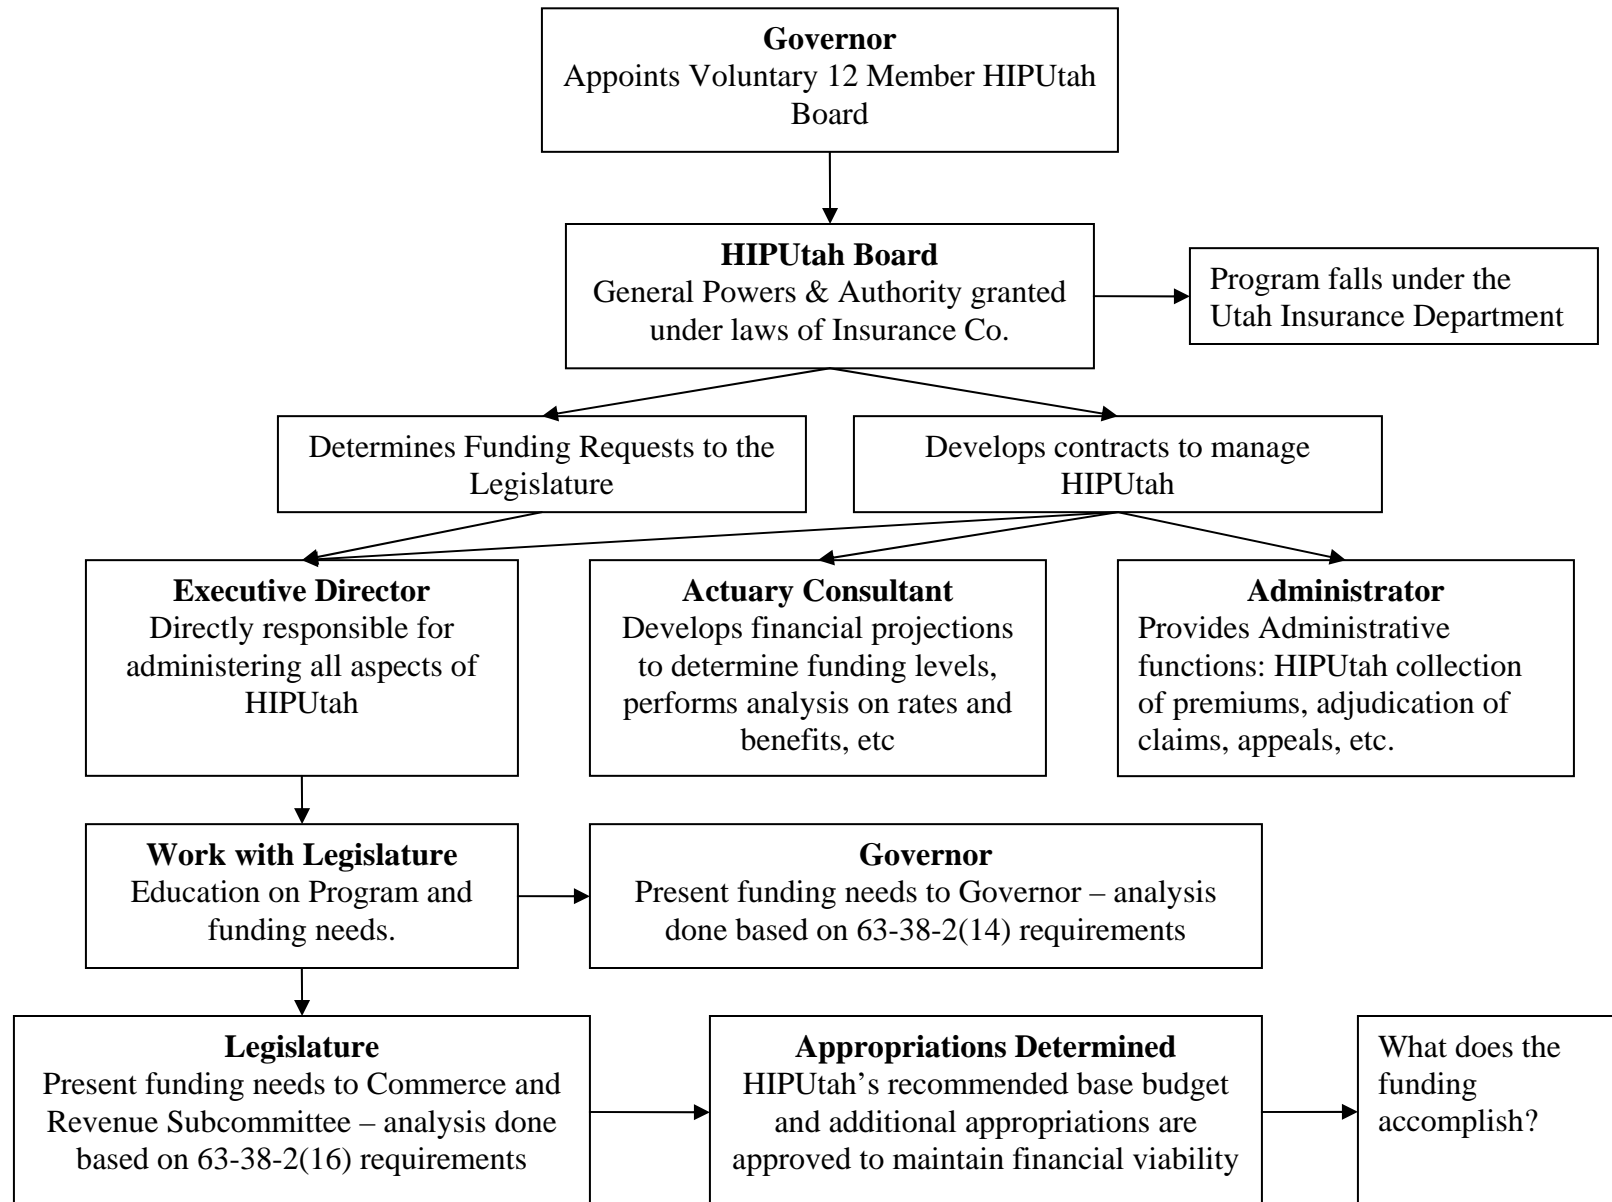 Governor
Appoints Voluntary 12 Member HIPUtah
Board
HIPUtah Board
General Powers & Authority granted
under laws of Insurance Co.
Program falls under the
Utah Insurance Department
Determines Funding Requests to the
Legislature
Develops contracts to manage
HIPUtah
Executive Director
Directly responsible for
administering all aspects of
HIPUtah
Actuary Consultant
Develops financial projections
to determine funding levels,
performs analysis on rates and
benefits, etc
Administrator
Provides Administrative
functions: HIPUtah collection
of premiums, adjudication of
claims, appeals, etc.
Work with Legislature
Education on Program and
funding needs.
Governor
Present funding needs to Governor – analysis
done based on 63-38-2(14) requirements
Legislature
Present funding needs to Commerce and
Revenue Subcommittee – analysis done
based on 63-38-2(16) requirements
Appropriations Determined
HIPUtah’s recommended base budget
and additional appropriations are
approved to maintain financial viability
What does the
funding
accomplish?